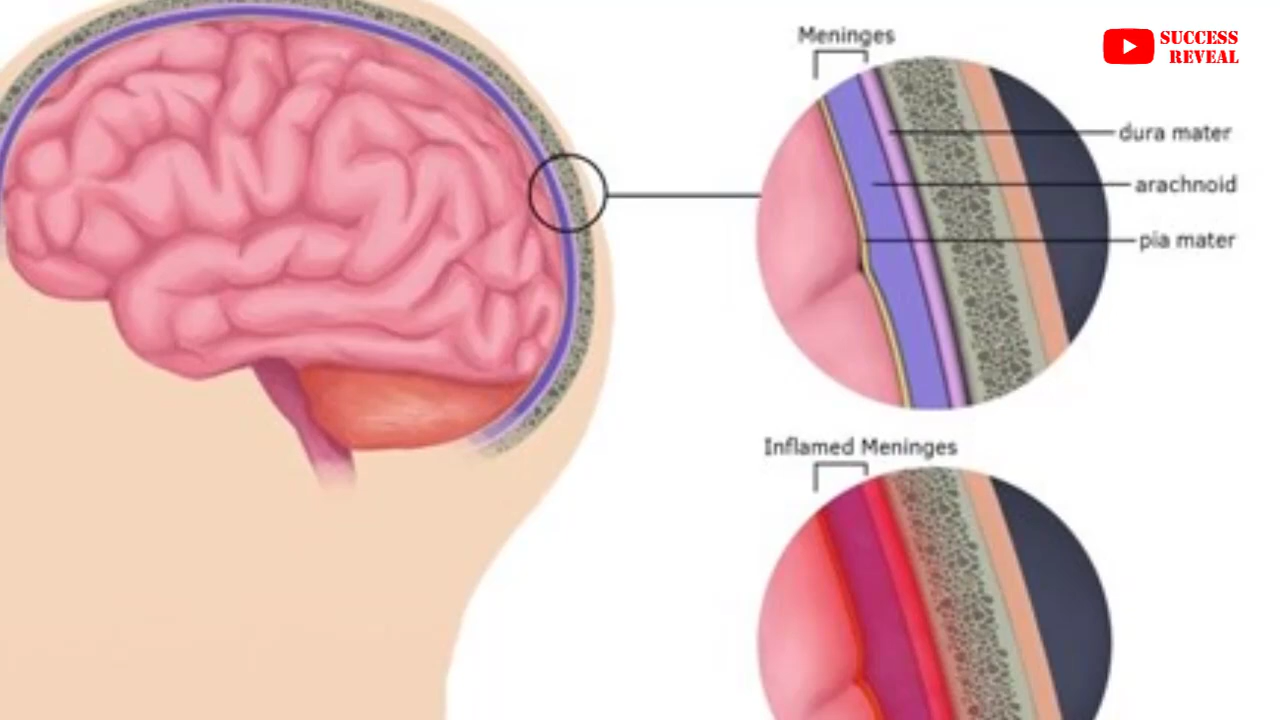 Meninges
SUCCESS
REVEAL
dura mater
arachnoid
pia mater
Inflamed Meninges